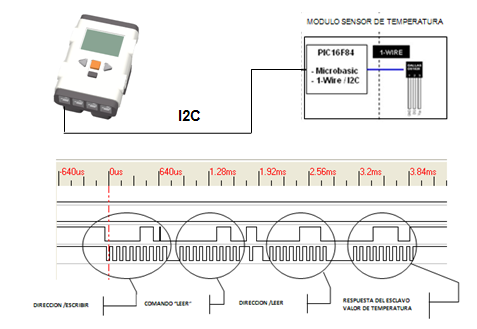 MODULO SENSOR DE TEMPERATURA
PIC16F84
- Microbasic
- 1-Wire / I2C
1-WIRE
DALLAS
I2C
-640us 0us 640us 1.28ms 1.92ms 2.56ms 3.2ms 3.84ms
DIRECCION /ESCRIBIR
COMANDO "LEER"
DIRECCION /LEER
RESPUESTA DEL ESCLAVO
VALOR DE TEMPERATURA